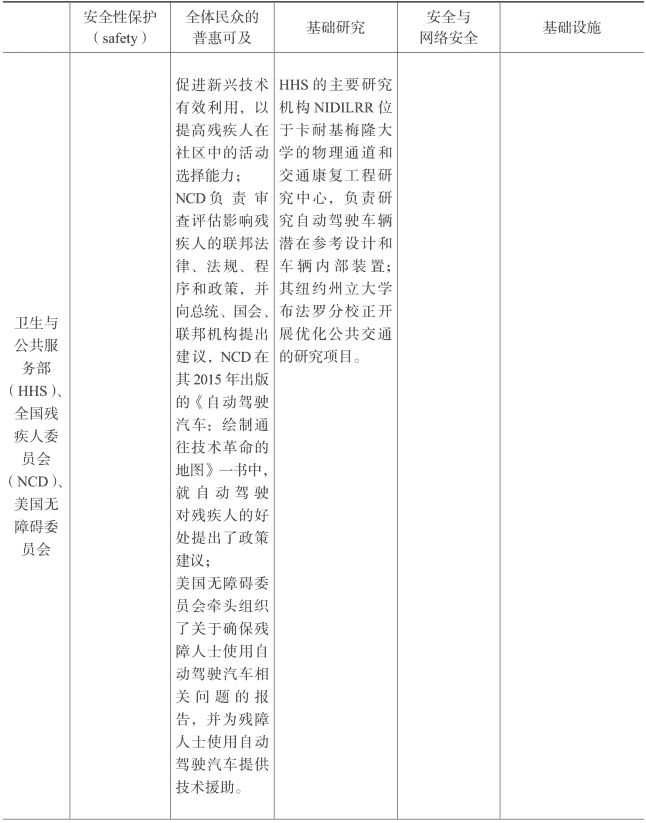 安全性保护
（safety）
全体民众的
普惠可及
基础研究
安全与
网络安全
基础设施
卫生与
公共服
务部
（HHS）、
全国残
疾人委
员会
（NCD）、
美国无
障碍委
员会
促进新兴技术
有效利用，以
提高残疾人在
社区中的活动
选择能力；
NCD负责审
查评估影响残
疾人的联邦法
律、法规、程
序和政策，并
向总统、国会、
联邦机构提出
建议，NCD在
其2015年出版
的《自动驾驶
汽车：绘制通
往技术革命的
地图》一书中，
就自动驾驶
对残疾人的好
处提出了政策
建议；
美国无障碍委
员会牵头组织
了关于确保残
障人士使用自
动驾驶汽车相
关问题的报
告，并为残障
人士使用自动
驾驶汽车提供
技术援助。
HHS的主要研究
机构NIDILRR位
于卡耐基梅隆大
学的物理通道和
交通康复工程研
究中心，负责研
究自动驾驶车辆
潜在参考设计和
车辆内部装置；
其纽约州立大学
布法罗分校正开
展优化公共交通
的研究项目。